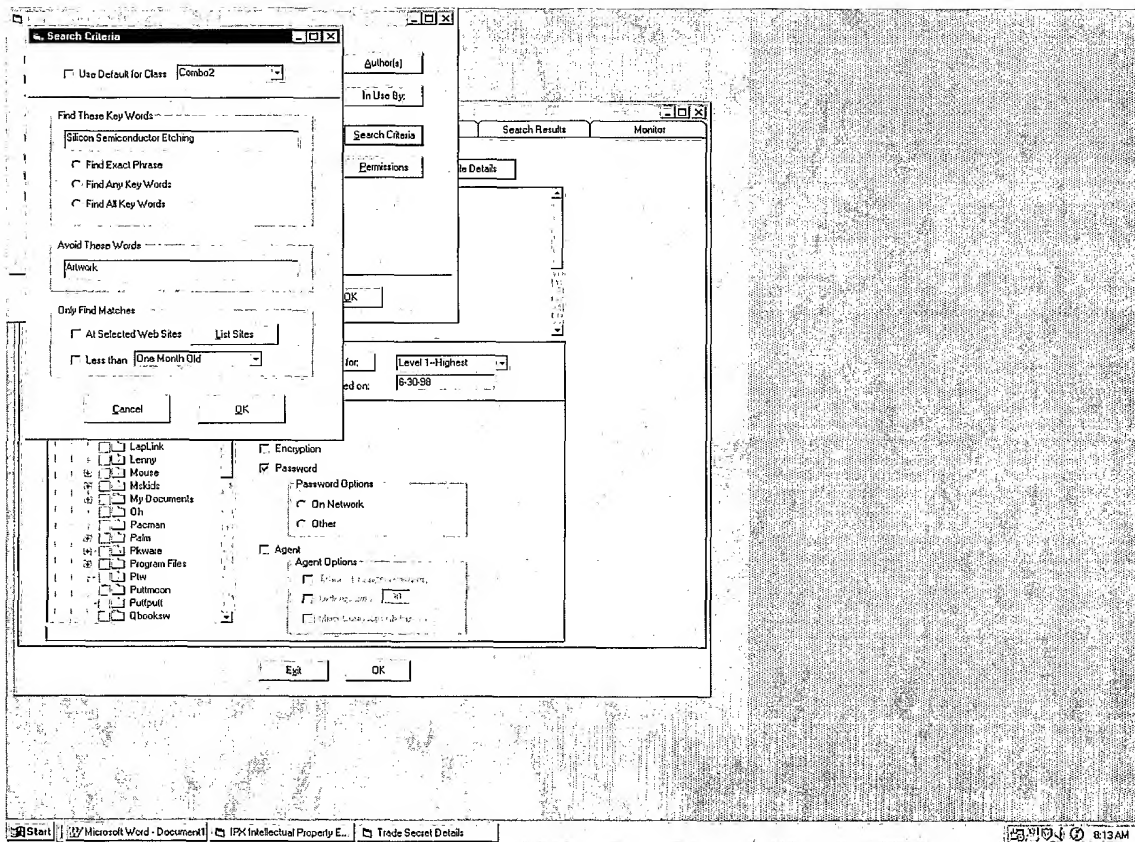 Search Criteria
Use Default for Class Combo2
Find These Key Words
Silicon Semiconductor Etching
Find Exact Phrase
Find Any Key Words
Find All Key Words
Avoid These Words
Artwork
Only Find Matches
At Selected Web Sites List Sites
Less than One Month Old
Cancel OK
Author(s)
In Use By:
Search Criteria
Permissions
OK
Search Results Monitor
Details
for: Level 1--Highest
ed on: 6-30-98
LapLink
Lenny
Mouse
Mskids
My Documents
Oh
Pacman
Palm
Pkware
Program Files
Ptw
Puttmoon
Puttputt
Qbooksw
Encryption
Password
Password Options
On Network
Other
Agent
Agent Options
30
Exit OK
Start Microsoft Word - Document1 IPX Intellectual Property E... Trade Secret Details 8:13 AM